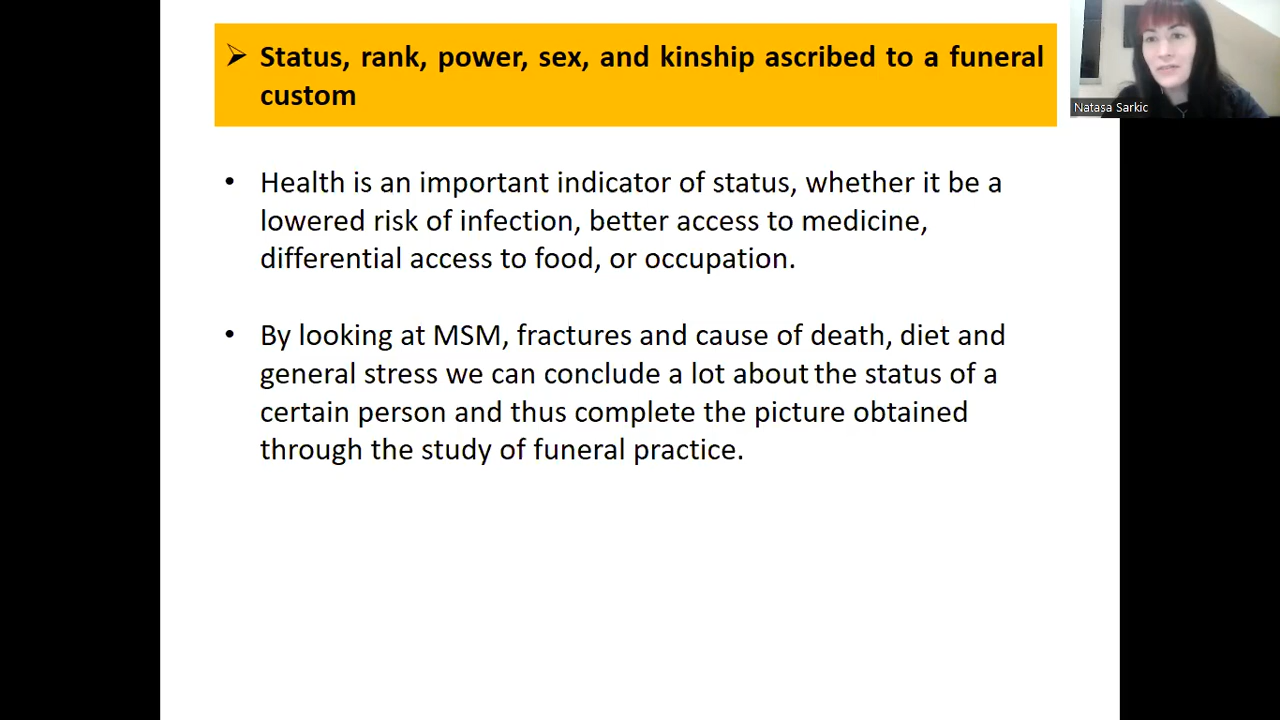 Status, rank, power, sex, and kinship ascribed to a funeral
custom
Natasa Sarkic
• Health is an important indicator of status, whether it be a
lowered risk of infection, better access to medicine,
differential access to food, or occupation.
• By looking at MSM, fractures and cause of death, diet and
general stress we can conclude a lot about the status of a
certain person and thus complete the picture obtained
through the study of funeral practice.